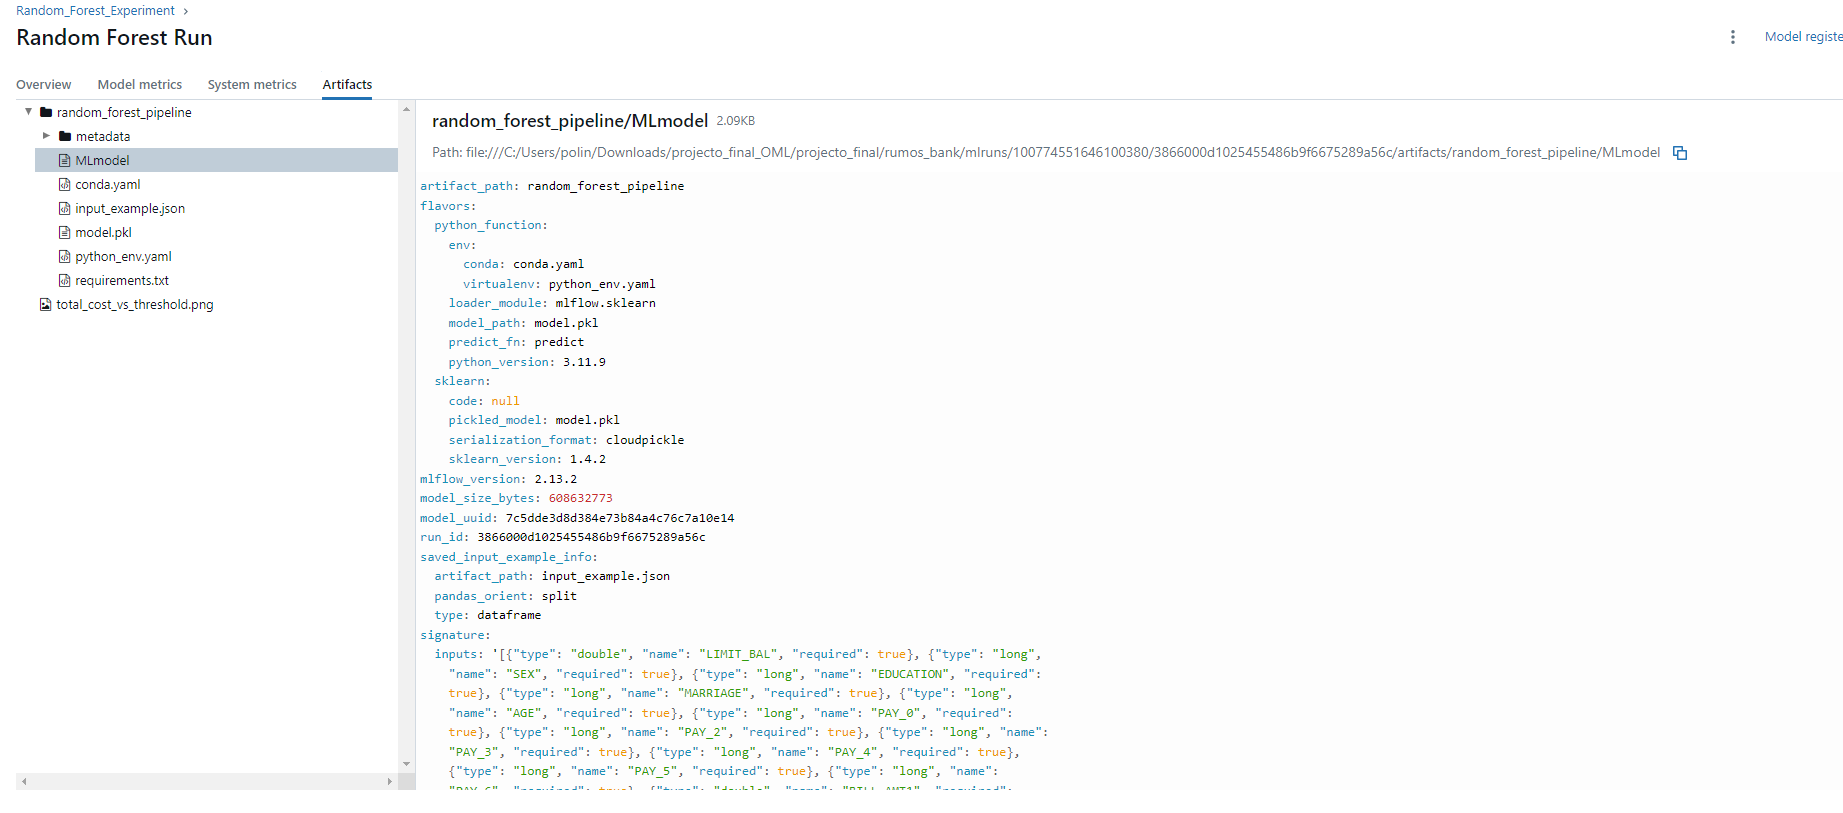 Random_Forest_Experiment ›
Random Forest Run
Model registe
Overview Model metrics System metrics Artifacts
random_forest_pipeline
metadata
MLmodel
conda.yaml
input_example.json
model.pkl
python_env.yaml
requirements.txt
total_cost_vs_threshold.png
random_forest_pipeline/MLmodel 2.09KB
Path: file:///C:/Users/polin/Downloads/projecto_final_OML/projecto_final/rumos_bank/mlruns/100774551646100380/3866000d1025455486b9f6675289a56c/artifacts/random_forest_pipeline/MLmodel
artifact_path: random_forest_pipeline
flavors:
python_function:
env:
conda: conda.yaml
virtualenv: python_env.yaml
loader_module: mlflow.sklearn
model_path: model.pkl
predict_fn: predict
python_version: 3.11.9
sklearn:
code: null
pickled_model: model.pkl
serialization_format: cloudpickle
sklearn_version: 1.4.2
mlflow_version: 2.13.2
model_size_bytes: 608632773
model_uuid: 7c5dde3d8d384e73b84a4c76c7a10e14
run_id: 3866000d1025455486b9f6675289a56c
saved_input_example_info:
artifact_path: input_example.json
pandas_orient: split
type: dataframe
signature:
inputs: '[{"type": "double", "name": "LIMIT_BAL", "required": true}, {"type": "long",
"name": "SEX", "required": true}, {"type": "long", "name": "EDUCATION", "required":
true}, {"type": "long", "name": "MARRIAGE", "required": true}, {"type": "long",
"name": "AGE", "required": true}, {"type": "long", "name": "PAY_0", "required":
true}, {"type": "long", "name": "PAY_2", "required": true}, {"type": "long", "name":
"PAY_3", "required": true}, {"type": "long", "name": "PAY_4", "required": true},
{"type": "long", "name": "PAY_5", "required": true}, {"type": "long", "name":
"PAY_6", "required": true}, {"type": "double", "name": "BILL_AMT1", "required":